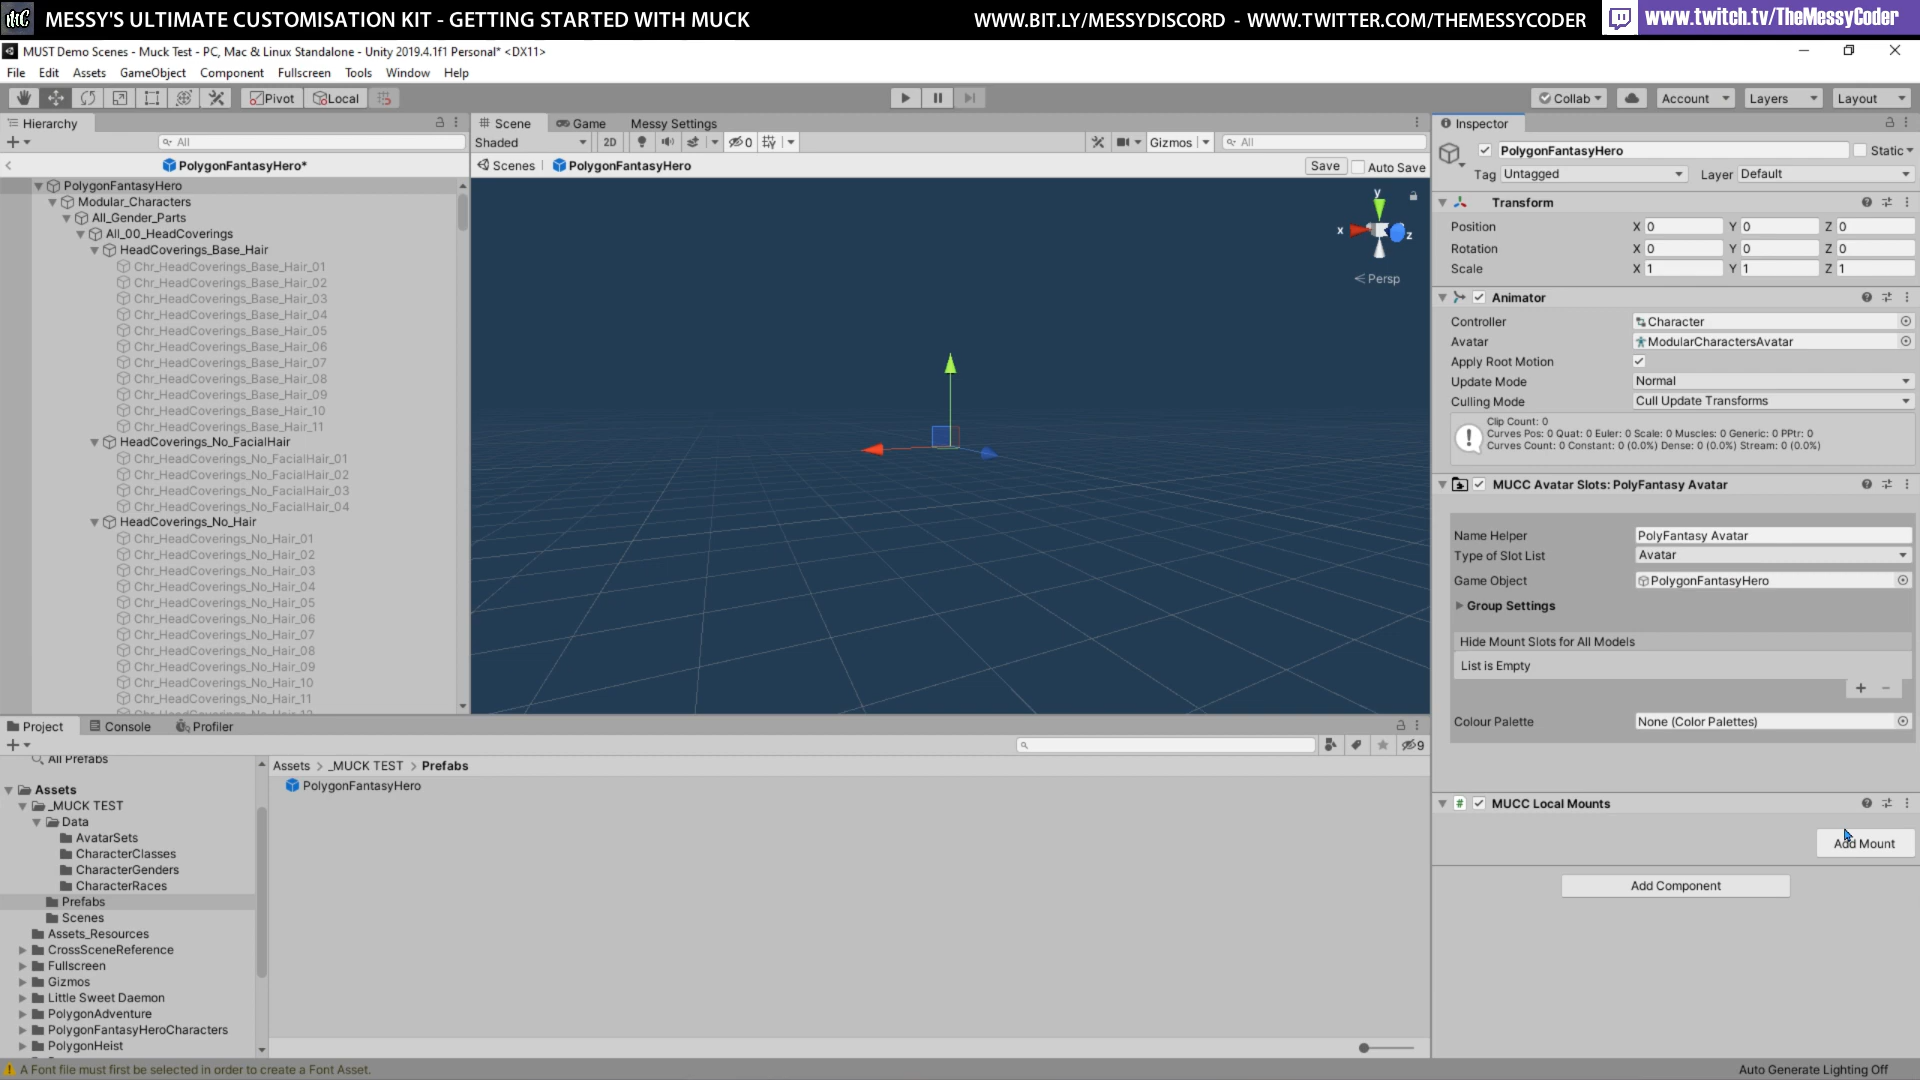 MESSY'S ULTIMATE CUSTOMISATION KIT - GETTING STARTED WITH MUCK
WWW.BIT.LY/MESSYDISCORD - WWW.TWITTER.COM/THEMESSYCODER
www.twitch.tv/TheMessyCoder
MUST Demo Scenes - Muck Test - PC, Mac & Linux Standalone - Unity 2019.4.1f1 Personal* <DX11>
File Edit Assets GameObject Component Fullscreen Tools Window Help
Pivot Local Collab Account Layers Layout
Hierarchy
All
PolygonFantasyHero*
PolygonFantasyHero
Modular_Characters
All_Gender_Parts
All_00_HeadCoverings
HeadCoverings_Base_Hair
Chr_HeadCoverings_Base_Hair_01
Chr_HeadCoverings_Base_Hair_02
Chr_HeadCoverings_Base_Hair_03
Chr_HeadCoverings_Base_Hair_04
Chr_HeadCoverings_Base_Hair_05
Chr_HeadCoverings_Base_Hair_06
Chr_HeadCoverings_Base_Hair_07
Chr_HeadCoverings_Base_Hair_08
Chr_HeadCoverings_Base_Hair_09
Chr_HeadCoverings_Base_Hair_10
Chr_HeadCoverings_Base_Hair_11
HeadCoverings_No_FacialHair
Chr_HeadCoverings_No_FacialHair_01
Chr_HeadCoverings_No_FacialHair_02
Chr_HeadCoverings_No_FacialHair_03
Chr_HeadCoverings_No_FacialHair_04
HeadCoverings_No_Hair
Chr_HeadCoverings_No_Hair_01
Chr_HeadCoverings_No_Hair_02
Chr_HeadCoverings_No_Hair_03
Chr_HeadCoverings_No_Hair_04
Chr_HeadCoverings_No_Hair_05
Chr_HeadCoverings_No_Hair_06
Chr_HeadCoverings_No_Hair_07
Chr_HeadCoverings_No_Hair_08
Chr_HeadCoverings_No_Hair_09
Chr_HeadCoverings_No_Hair_10
Chr_HeadCoverings_No_Hair_11
Scene Game Messy Settings
Shaded 2D 0 Gizmos All
Scenes PolygonFantasyHero Save Auto Save
y
x z
< Persp
Inspector
PolygonFantasyHero Static
Tag Untagged Layer Default
Transform
Position X 0 Y 0 Z 0
Rotation X 0 Y 0 Z 0
Scale X 1 Y 1 Z 1
Animator
Controller Character
Avatar ModularCharactersAvatar
Apply Root Motion
Update Mode Normal
Culling Mode Cull Update Transforms
Clip Count: 0
Curves Pos: 0 Quat: 0 Euler: 0 Scale: 0 Muscles: 0 Generic: 0 PPtr: 0
Curves Count: 0 Constant: 0 (0.0%) Dense: 0 (0.0%) Stream: 0 (0.0%)
MUCC Avatar Slots: PolyFantasy Avatar
Name Helper PolyFantasy Avatar
Type of Slot List Avatar
Game Object PolygonFantasyHero
Group Settings
Hide Mount Slots for All Models
List is Empty
+ -
Colour Palette None (Color Palettes)
MUCC Local Mounts
Add Mount
Add Component
Project Console Profiler
9
All Prefabs
Assets
_MUCK TEST
Data
AvatarSets
CharacterClasses
CharacterGenders
CharacterRaces
Prefabs
Scenes
Assets_Resources
CrossSceneReference
Fullscreen
Gizmos
Little Sweet Daemon
PolygonAdventure
PolygonFantasyHeroCharacters
PolygonHeist
Assets > _MUCK TEST > Prefabs
PolygonFantasyHero
A Font file must first be selected in order to create a Font Asset.
Auto Generate Lighting Off